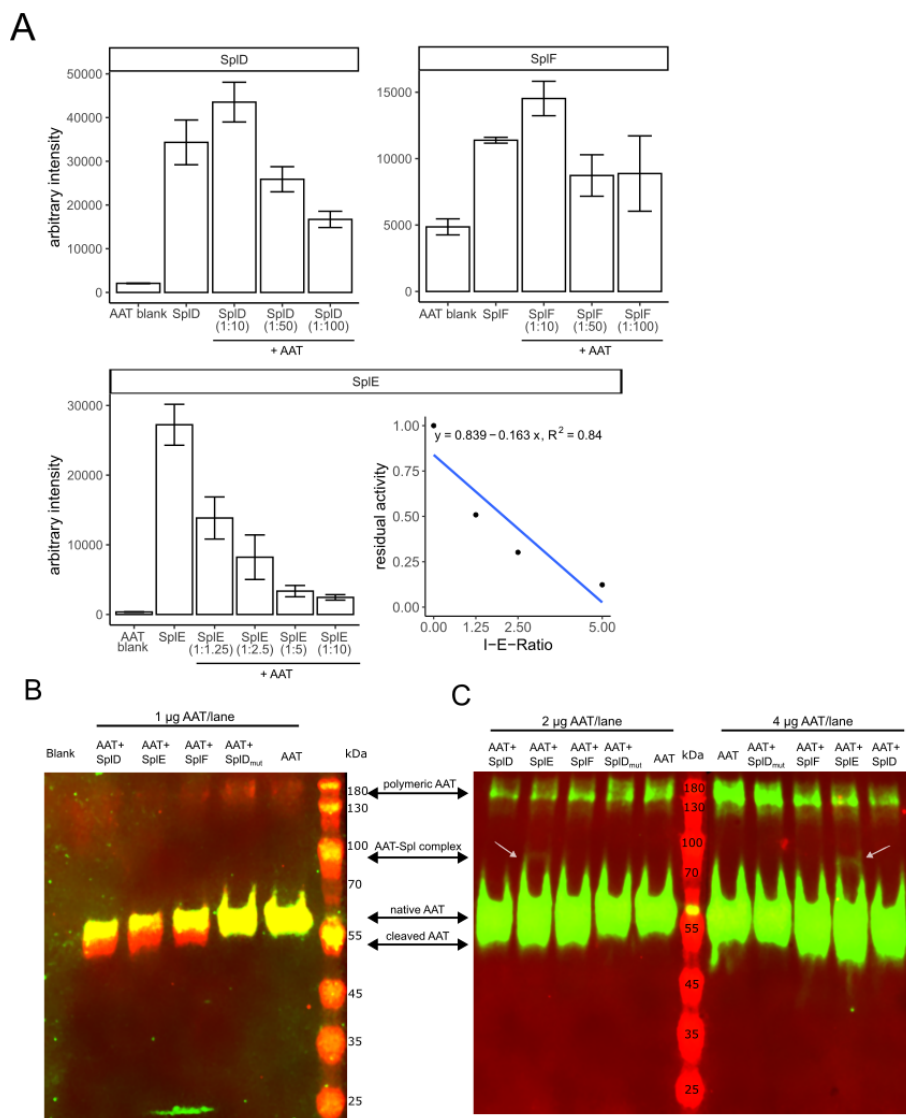 A
SplD
50000
40000
30000
20000
10000
0
arbitrary intensity
AAT blank
SplD
SplD (1:10)
SplD (1:50)
SplD (1:100)
+ AAT
SplF
15000
10000
5000
0
arbitrary intensity
AAT blank
SplF
SplF (1:10)
SplF (1:50)
SplF (1:100)
+ AAT
SplE
30000
20000
10000
0
arbitrary intensity
AAT blank
SplE
SplE (1:1.25)
SplE (1:2.5)
SplE (1:5)
SplE (1:10)
+ AAT
1.00
0.75
0.50
0.25
0.00
residual activity
y = 0.839 − 0.163 x, R² = 0.84
0.00 1.25 2.50 5.00
I−E−Ratio
B
1 µg AAT/lane
Blank
AAT+ SplD
AAT+ SplE
AAT+ SplF
AAT+ SplDmut
AAT
kDa
180
130
100
70
55
45
35
25
polymeric AAT
AAT-Spl complex
native AAT
cleaved AAT
C
2 µg AAT/lane
AAT+ SplD
AAT+ SplE
AAT+ SplF
AAT+ SplDmut
AAT
kDa
4 µg AAT/lane
AAT
AAT+ SplDmut
AAT+ SplF
AAT+ SplE
AAT+ SplD
180
130
100
70
55
45
35
25